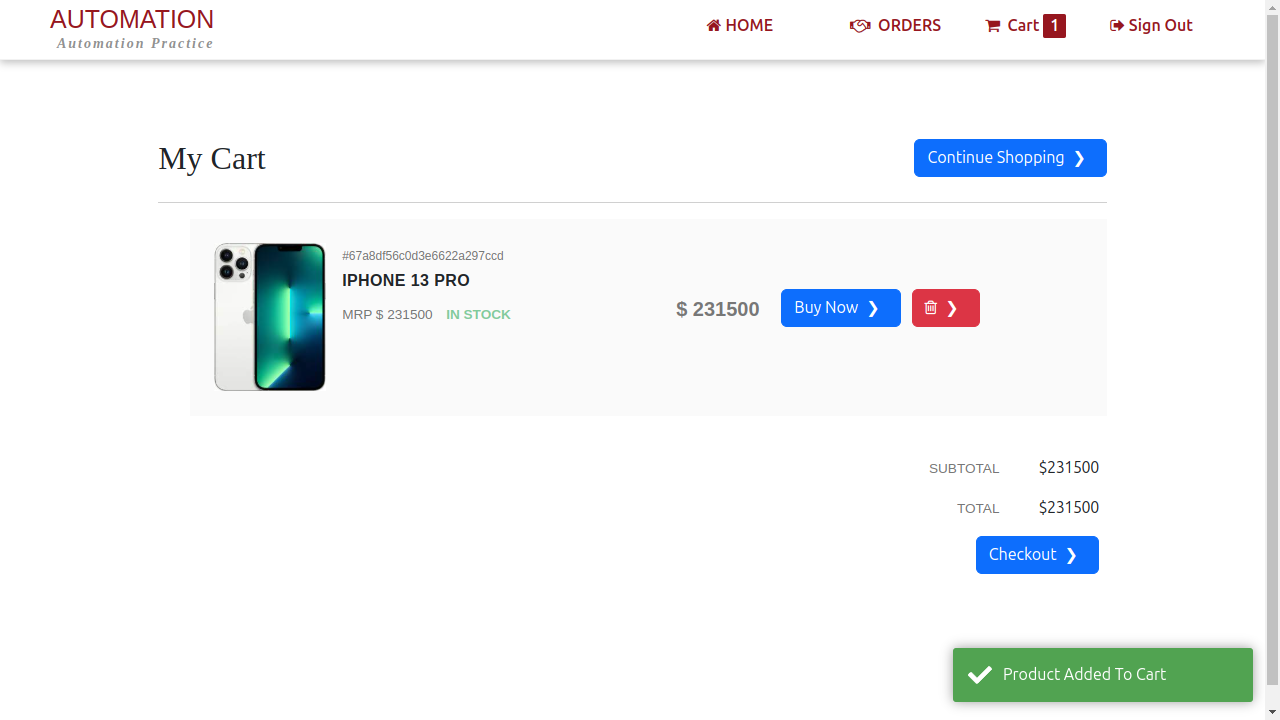 AUTOMATION
Automation Practice
HOME
ORDERS
Cart 1
Sign Out
My Cart
Continue Shopping ❯
#67a8df56c0d3e6622a297ccd
IPHONE 13 PRO
MRP $ 231500 IN STOCK
$ 231500
Buy Now ❯
❯
SUBTOTAL $231500
TOTAL $231500
Checkout ❯
Product Added To Cart